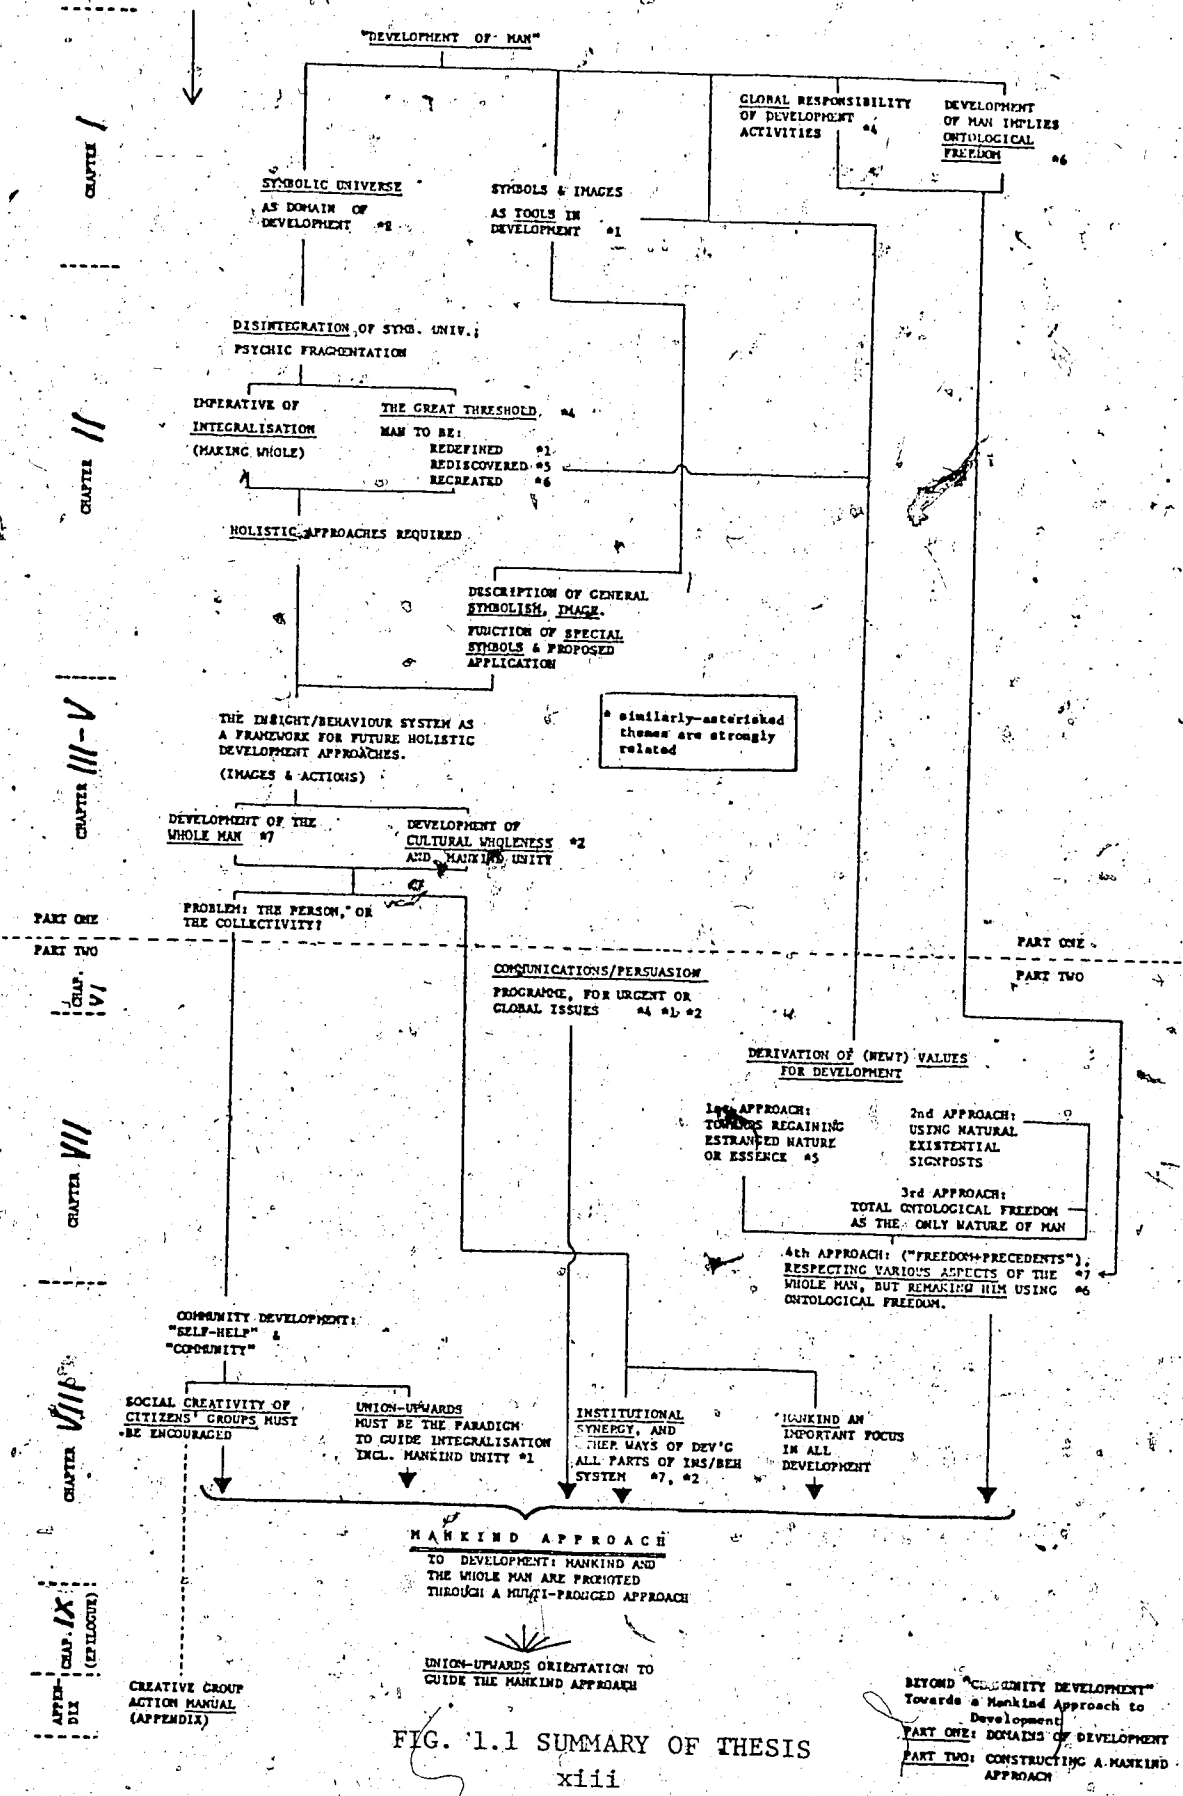 "DEVELOPMENT OF MAN"
CHAPTER I
GLOBAL RESPONSIBILITY
OF DEVELOPMENT
ACTIVITIES *4
DEVELOPMENT
OF MAN IMPLIES
ONTOLOGICAL
FREEDOM *6
SYMBOLIC UNIVERSE
AS DOMAIN OF
DEVELOPMENT *2
SYMBOLS & IMAGES
AS TOOLS IN
DEVELOPMENT *1
CHAPTER II
DISINTEGRATION OF SYMB. UNIV.;
PSYCHIC FRAGMENTATION
IMPERATIVE OF
INTEGRALISATION
(MAKING WHOLE)
THE GREAT THRESHOLD, *4
MAN TO BE:
REDEFINED *1
REDISCOVERED *5
RECREATED *6
HOLISTIC APPROACHES REQUIRED
DESCRIPTION OF GENERAL
SYMBOLISM, IMAGE.
FUNCTION OF SPECIAL
SYMBOLS & PROPOSED
APPLICATION
CHAPTER III-V
THE INSIGHT/BEHAVIOUR SYSTEM AS
A FRAMEWORK FOR FUTURE HOLISTIC
DEVELOPMENT APPROACHES.
(IMAGES & ACTIONS)
* similarly-asterisked
themes are strongly
related
DEVELOPMENT OF THE
WHOLE MAN *7
DEVELOPMENT OF
CULTURAL WHOLENESS *2
AND MANKIND UNITY
PROBLEM: THE PERSON, OR
THE COLLECTIVITY?
PART ONE
PART TWO
PART ONE
PART TWO
CHAP. VI
COMMUNICATIONS/PERSUASION
PROGRAMME, FOR URGENT OR
GLOBAL ISSUES *4 *1 *2
CHAPTER VII
DERIVATION OF (NEW?) VALUES
FOR DEVELOPMENT
1st APPROACH:
TOWARDS REGAINING
ESTRANGED NATURE
OR ESSENCE *5
2nd APPROACH:
USING NATURAL
EXISTENTIAL
SIGNPOSTS
3rd APPROACH:
TOTAL ONTOLOGICAL FREEDOM
AS THE ONLY NATURE OF MAN
4th APPROACH: ("FREEDOM+PRECEDENTS"),
RESPECTING VARIOUS ASPECTS OF THE *7
WHOLE MAN, BUT REMAKING HIM USING *6
ONTOLOGICAL FREEDOM.
CHAPTER VIII
COMMUNITY DEVELOPMENT:
"SELF-HELP" &
"COMMUNITY"
SOCIAL CREATIVITY OF
CITIZENS' GROUPS MUST
BE ENCOURAGED
UNION-UPWARDS
MUST BE THE PARADIGM
TO GUIDE INTEGRALISATION
INCL. MANKIND UNITY *1
INSTITUTIONAL
SYNERGY, AND
OTHER WAYS OF DEV'G
ALL PARTS OF INS/BEH
SYSTEM *7, *2
MANKIND AN
IMPORTANT FOCUS
IN ALL
DEVELOPMENT
MANKIND APPROACH
TO DEVELOPMENT: MANKIND AND
THE WHOLE MAN ARE PROMOTED
THROUGH A MULTI-PRONGED APPROACH
CHAP. IX
(EPILOGUE)
UNION-UPWARDS ORIENTATION TO
GUIDE THE MANKIND APPROACH
APPEN-
DIX
CREATIVE GROUP
ACTION MANUAL
(APPENDIX)
BEYOND "COMMUNITY DEVELOPMENT"
Towards a Mankind Approach to
Development
PART ONE: DOMAINS OF DEVELOPMENT
PART TWO: CONSTRUCTING A MANKIND
APPROACH
FIG. 1.1 SUMMARY OF THESIS
xiii